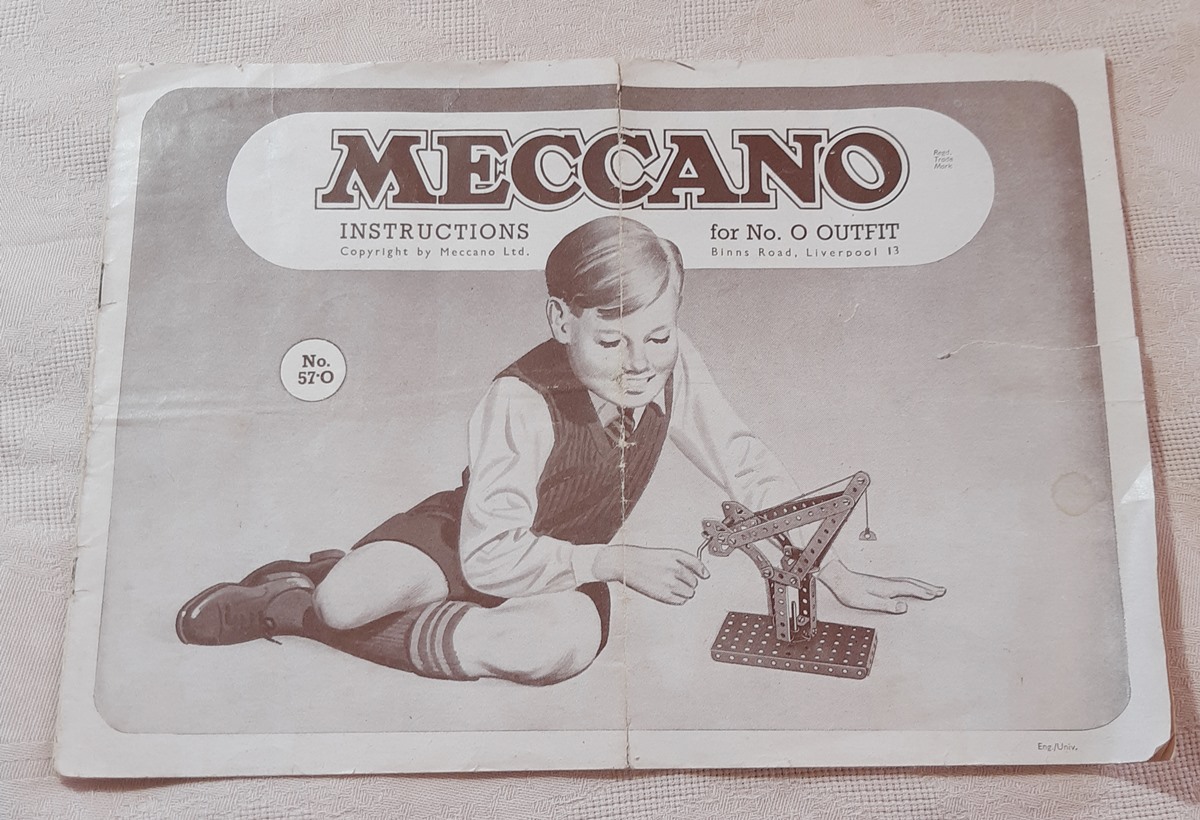 MECCANO
Regd.
Trade
Mark
INSTRUCTIONS for No. O OUTFIT
Copyright by Meccano Ltd. Binns Road, Liverpool 13
No.
57·O
Eng./Univ.